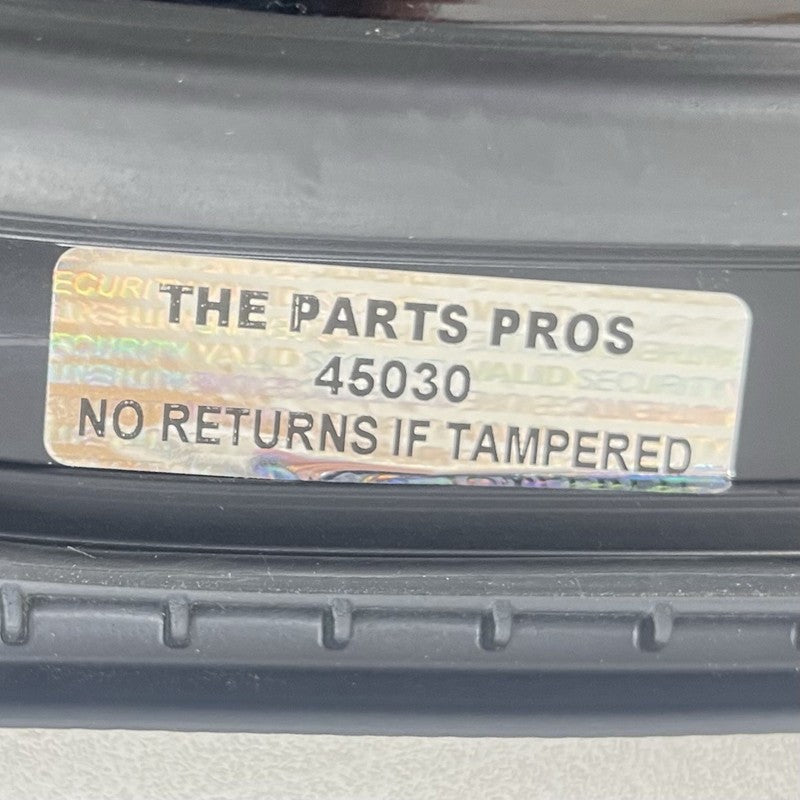 THE PARTS PROS
45030
NO RETURNS IF TAMPERED